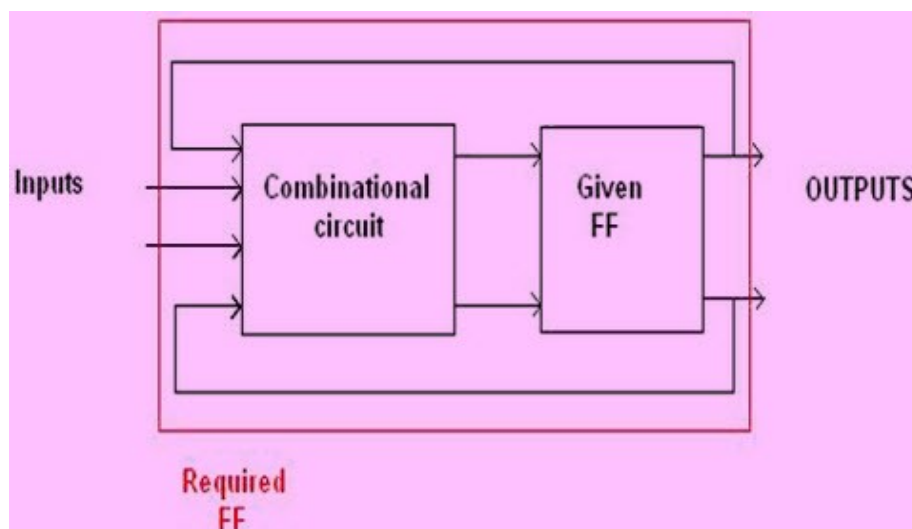 Inputs
Combinational
circuit
Given
FF
OUTPUTS
Required
FF